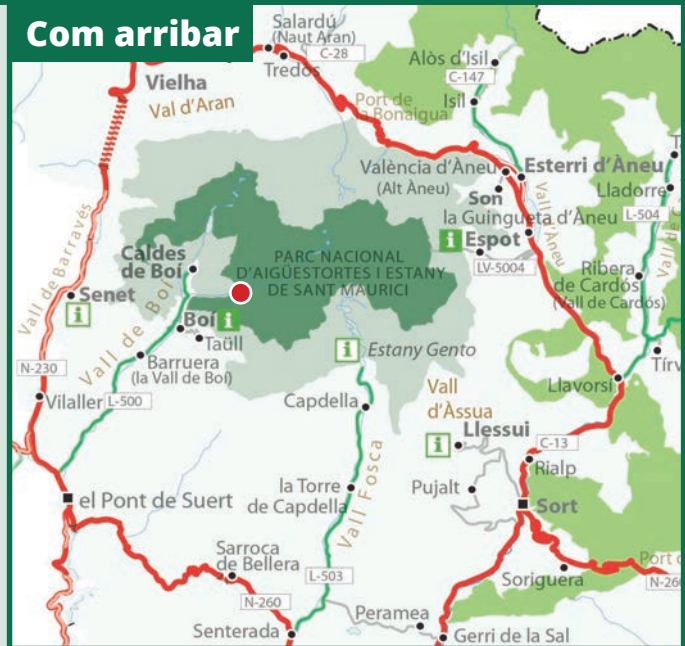 Com arribar
Salardú
(Naut Aran)
C-28
Tredòs
Alòs d'Isil
C-147
Isil
Vielha
Val d'Aran
Port de
la Bonaigua
València d'Àneu
(Alt Àneu)
Esterri d'Àneu
Son
Vall d'Àneu
la Guingueta d'Àneu
Lladorre
L-504
i Espot
LV-5004
Ribera
de Cardós
(Vall de Cardós)
Caldes
de Boí
PARC NACIONAL
D'AIGÜESTORTES I ESTANY
DE SANT MAURICI
Vall de Barravés
Senet
i
Vall de Boí
Boí i
Taüll
Barruera
(la Vall de Boí)
i Estany Gento
N-230
Vilaller
L-500
Capdella
Vall
d'Àssua
Llessui
i
Llavorsí
C-13
Rialp
Pujalt
Sort
el Pont de Suert
la Torre
de Capdella
Vall Fosca
Sarroca
de Bellera
L-503
Soriguera
N-260
Senterada
Peramea
Gerri de la Sal